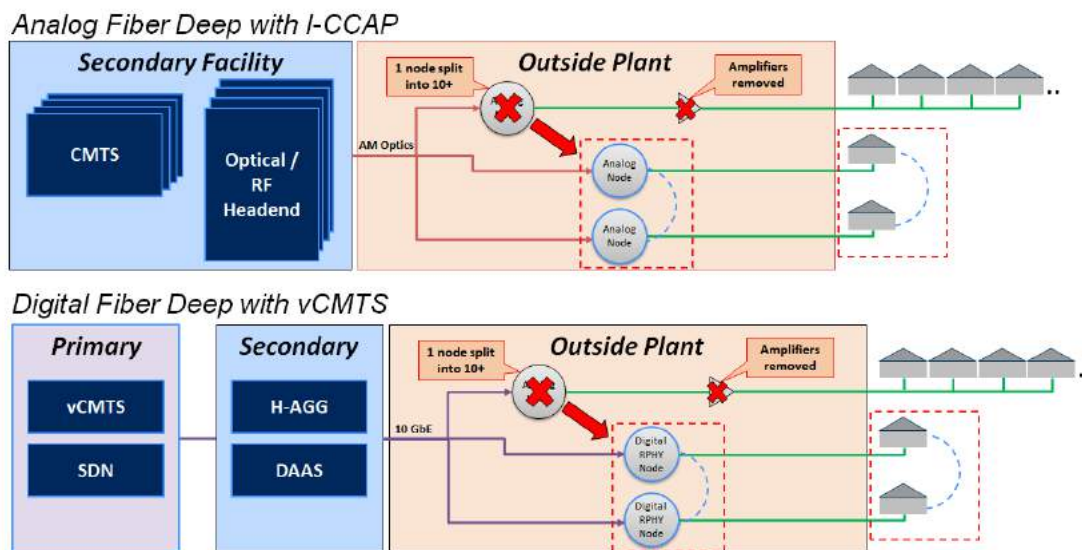 Analog Fiber Deep with I-CCAP
Secondary Facility
CMTS
Optical /
RF
Headend
AM Optics
Outside Plant
1 node split
into 10+
Amplifiers
removed
Analog
Node
Analog
Node
..
Digital Fiber Deep with vCMTS
Primary
vCMTS
SDN
Secondary
H-AGG
DAAS
10 GbE
Outside Plant
1 node split
into 10+
Amplifiers
removed
Digital
RPHY
Node
Digital
RPHY
Node